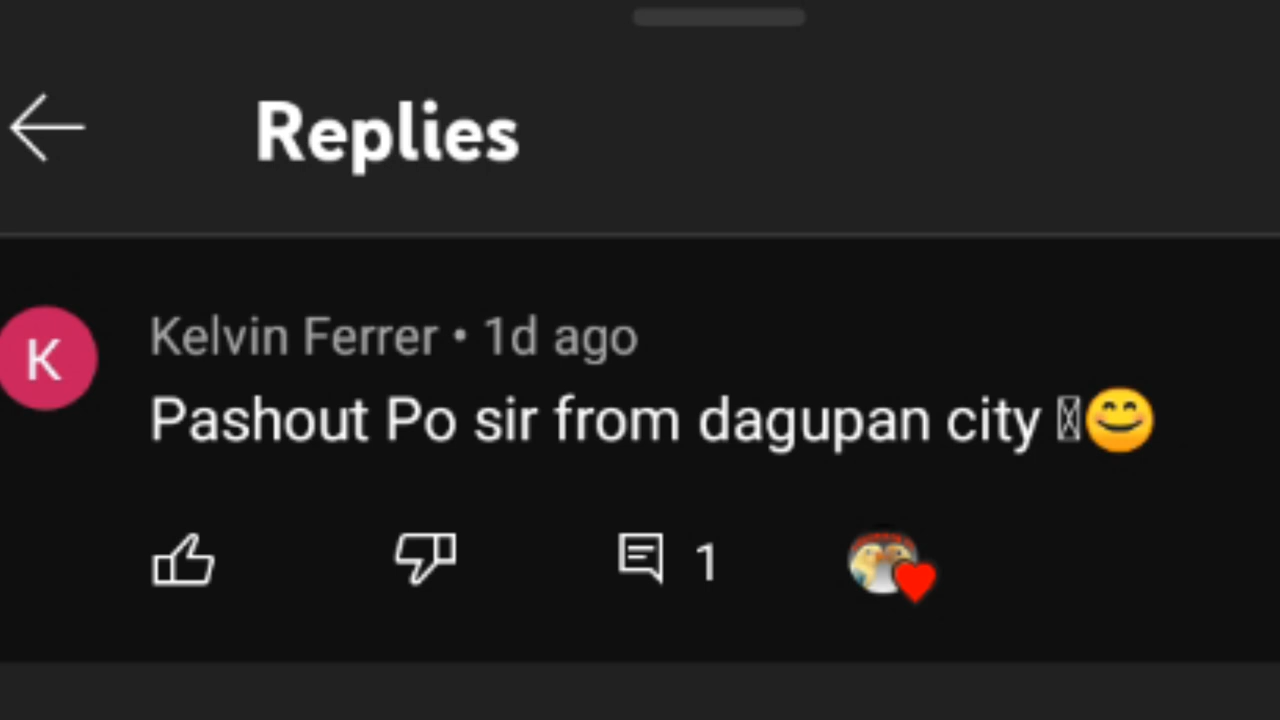 Replies
K
Kelvin Ferrer • 1d ago
Pashout Po sir from dagupan city 😊
1